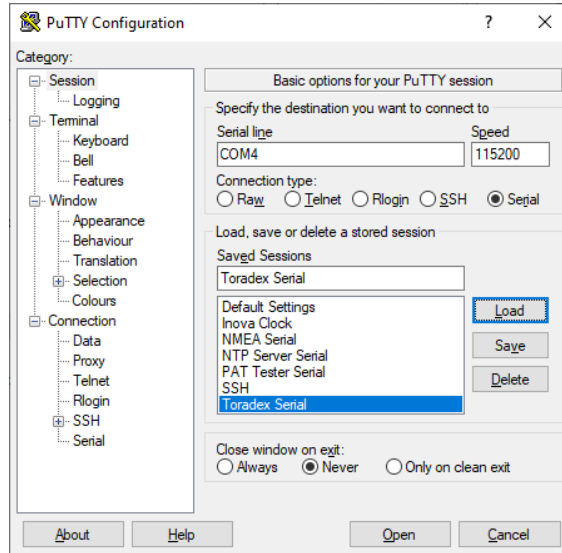 PuTTY Configuration
Category:
Session
Logging
Terminal
Keyboard
Bell
Features
Window
Appearance
Behaviour
Translation
Selection
Colours
Connection
Data
Proxy
Telnet
Rlogin
SSH
Serial
Basic options for your PuTTY session
Specify the destination you want to connect to
Serial line Speed
COM4 115200
Connection type:
Raw Telnet Rlogin SSH Serial
Load, save or delete a stored session
Saved Sessions
Toradex Serial
Default Settings
Inova Clock
NMEA Serial
NTP Server Serial
PAT Tester Serial
SSH
Toradex Serial
Load
Save
Delete
Close window on exit:
Always Never Only on clean exit
About Help Open Cancel